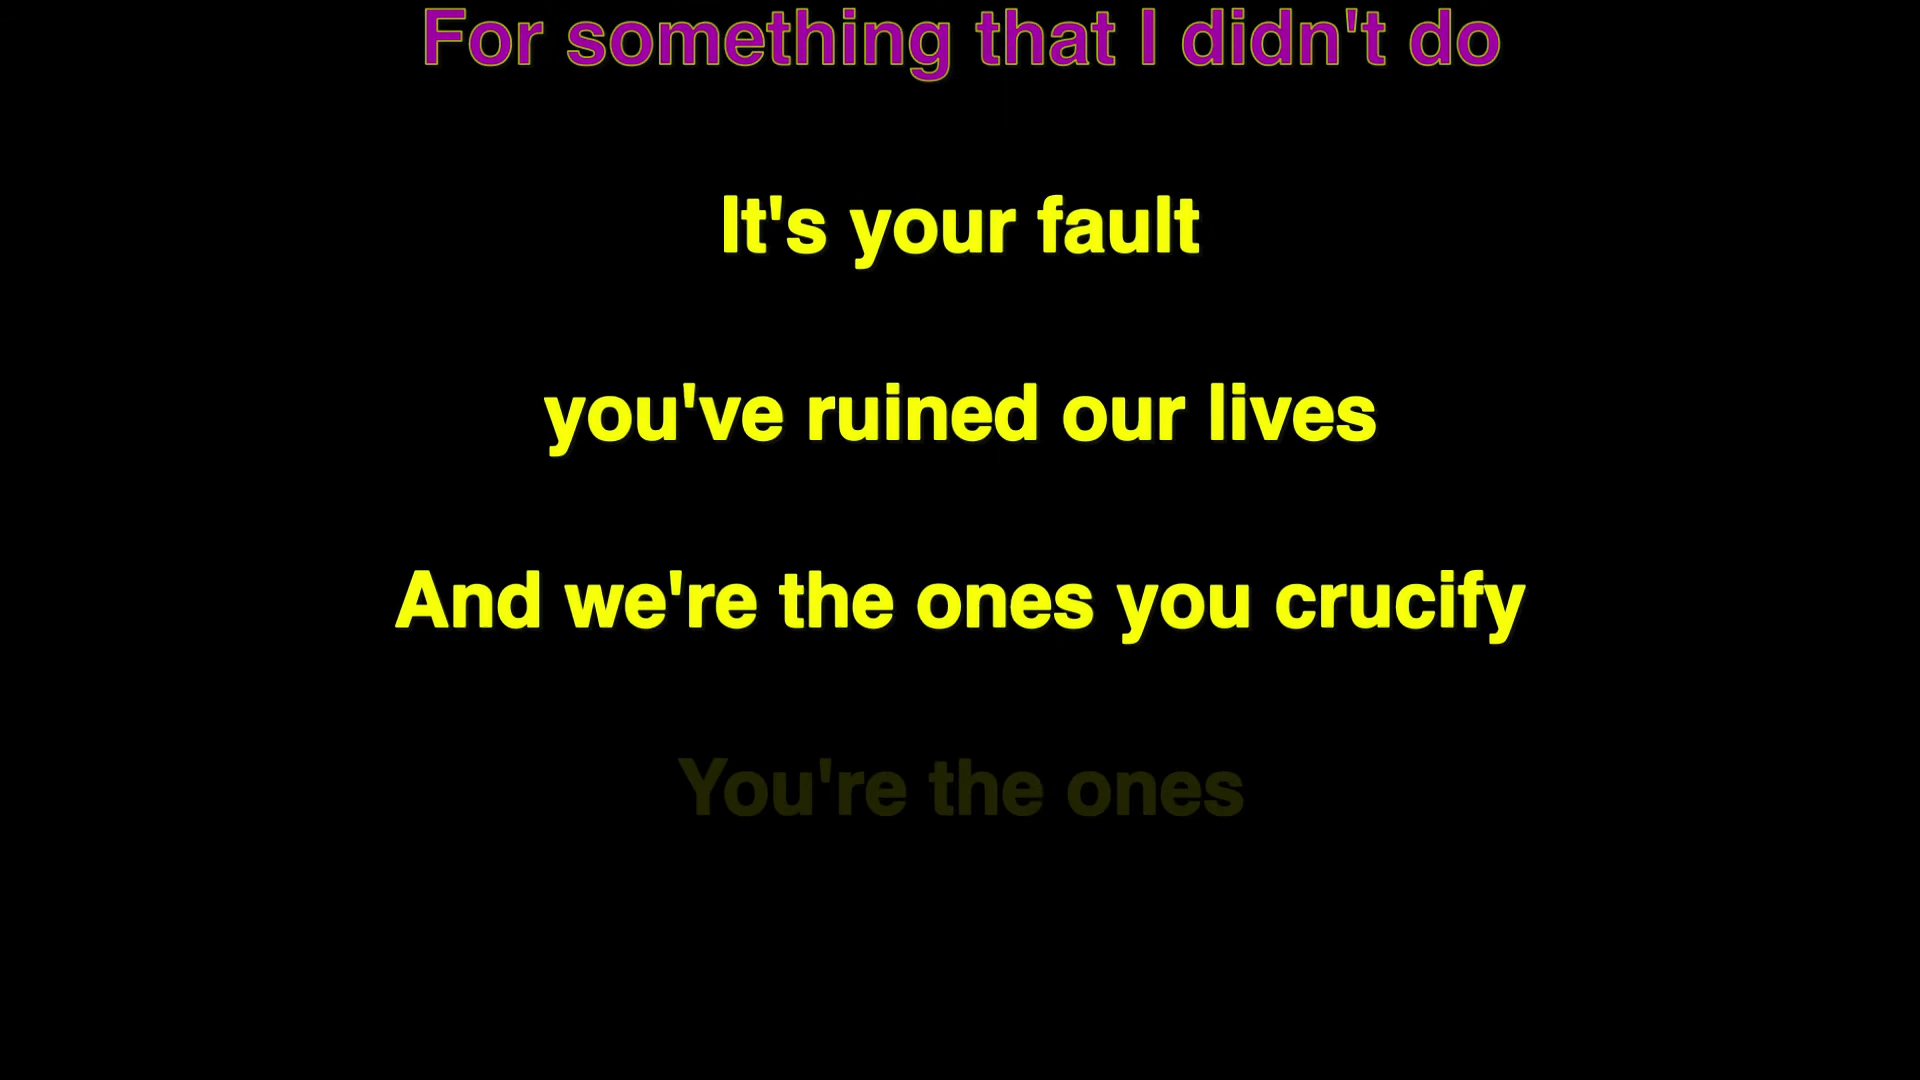 For something that I didn't do
It's your fault
you've ruined our lives
And we're the ones you crucify
You're the ones